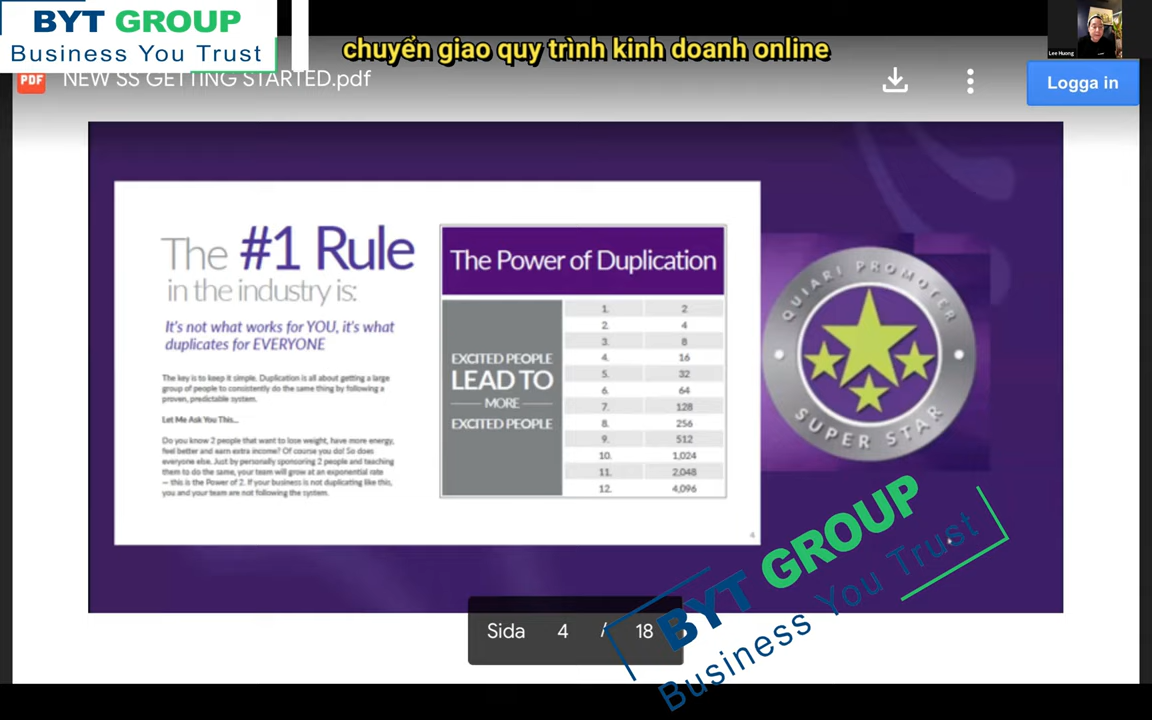 BYT GROUP
Business You Trust
chuyển giao quy trình kinh doanh online
Lee Huong
PDF
NEW SS GETTING STARTED.pdf
Logga in
The #1 Rule
in the industry is:
It's not what works for YOU, it's what
duplicates for EVERYONE
The key is to keep it simple. Duplication is all about getting a large
group of people to consistently do the same thing by following a
proven, predictable system.
Let Me Ask You This...
Do you know 2 people that want to lose weight, have more energy,
feel better and earn extra income? Of course you do! So does
everyone else. Just by personally sponsoring 2 people and teaching
them to do the same, your team will grow at an exponential rate
— this is the Power of 2. If your business is not duplicating like this,
you and your team are not following the system.
The Power of Duplication
EXCITED PEOPLE
LEAD TO
MORE
EXCITED PEOPLE
1. 2
2. 4
3. 8
4. 16
5. 32
6. 64
7. 128
8. 256
9. 512
10. 1,024
11. 2,048
12. 4,096
4
QUIARI PROMOTER
SUPER STAR
BYT GROUP
Business You Trust
Sida 4 / 18